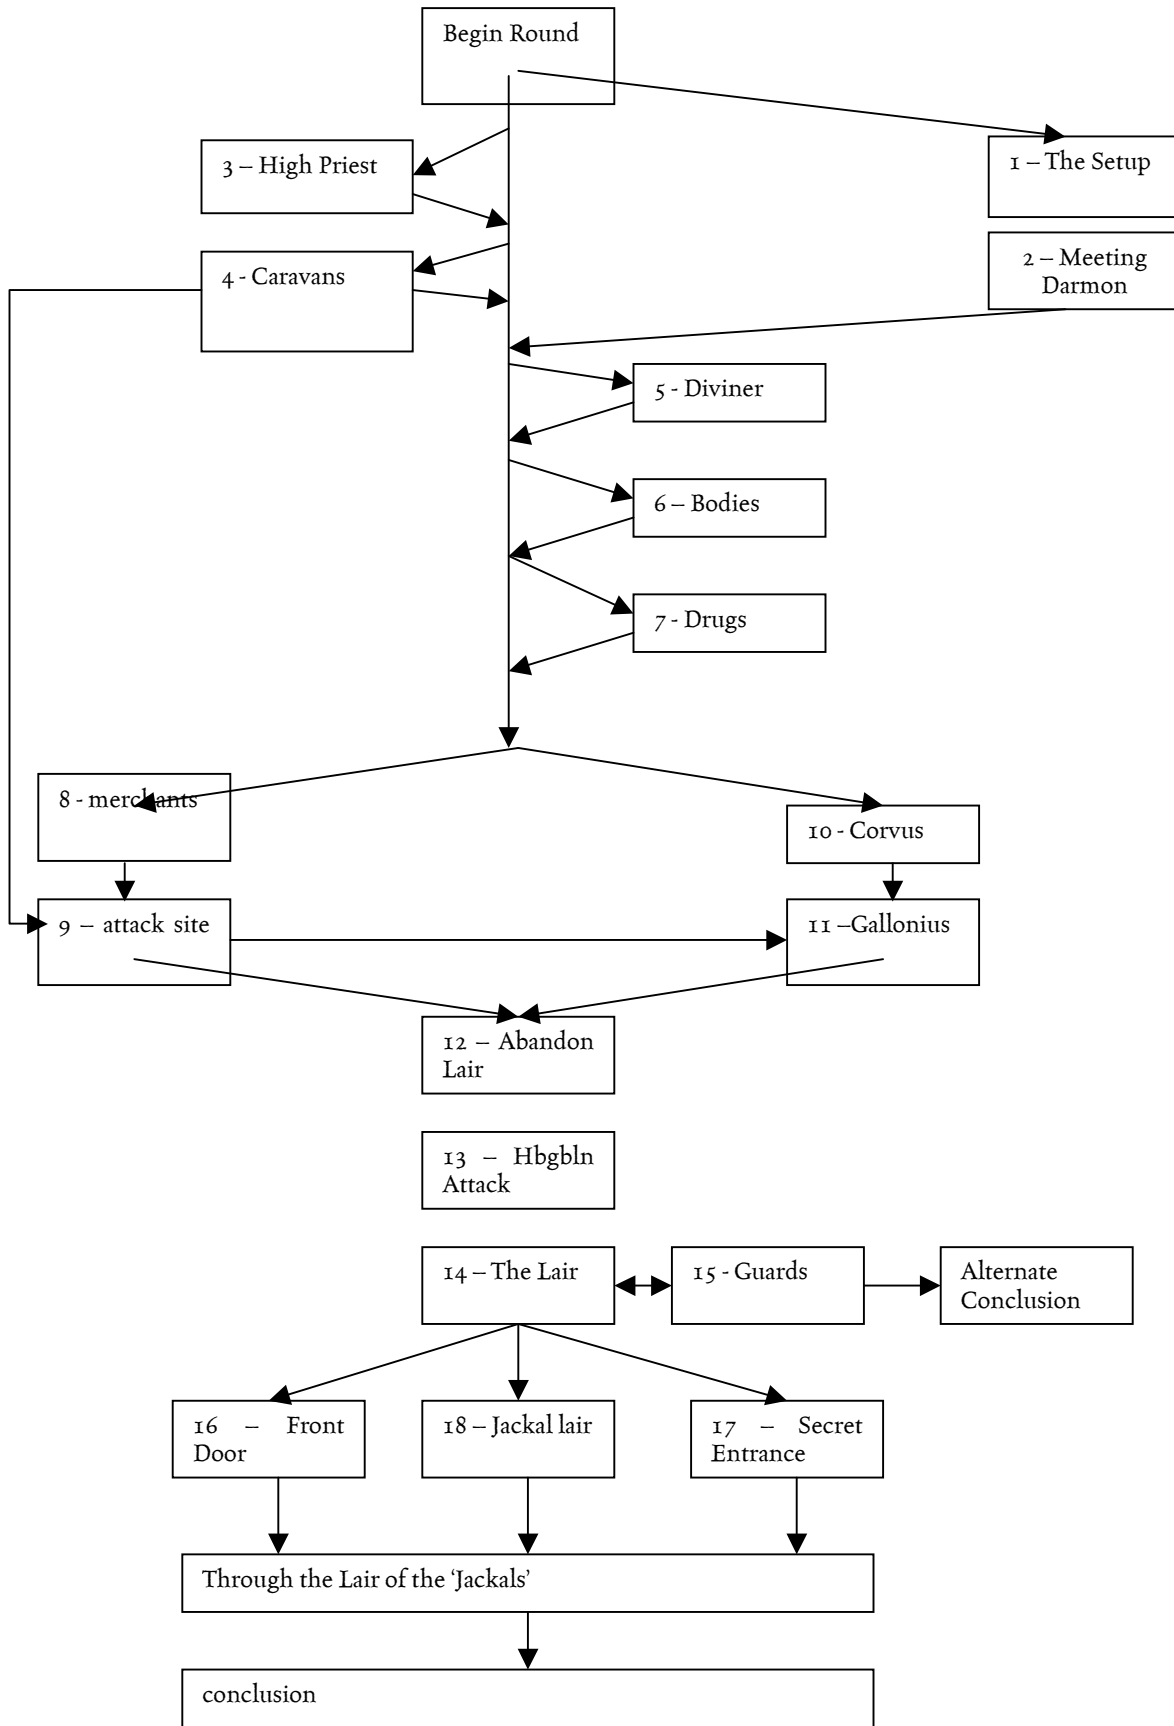 Begin Round
3 – High Priest
1 – The Setup
4 - Caravans
2 – Meeting
Darmon
5 - Diviner
6 – Bodies
7 - Drugs
8 - merchants
10 - Corvus
9 – attack site
11 –Gallonius
12 – Abandon
Lair
13 – Hbgbln
Attack
14 – The Lair
15 - Guards
Alternate
Conclusion
16 – Front
Door
18 – Jackal lair
17 – Secret
Entrance
Through the Lair of the ‘Jackals’
conclusion